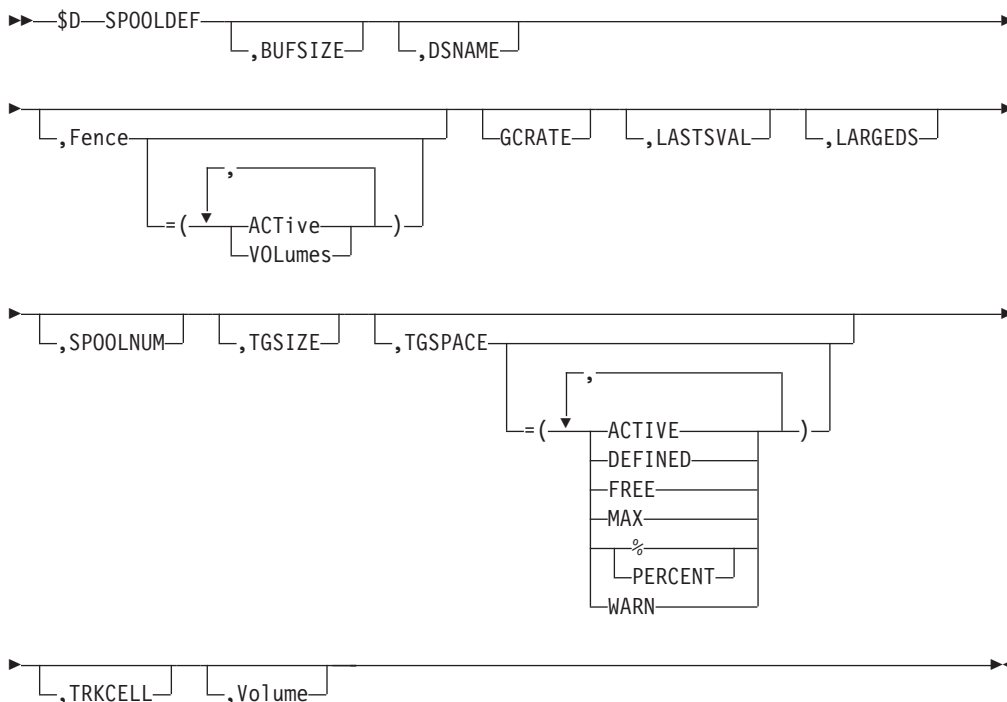 $D SPOOLDEF ,BUFSIZE ,DSNAME
,Fence =( , ACTive VOLumes ) GCRATE ,LASTSVAL ,LARGEDS
,SPOOLNUM ,TGSIZE ,TGSPACE
=( , ACTIVE )
DEFINED
FREE
MAX
%
PERCENT
WARN
,TRKCELL ,Volume